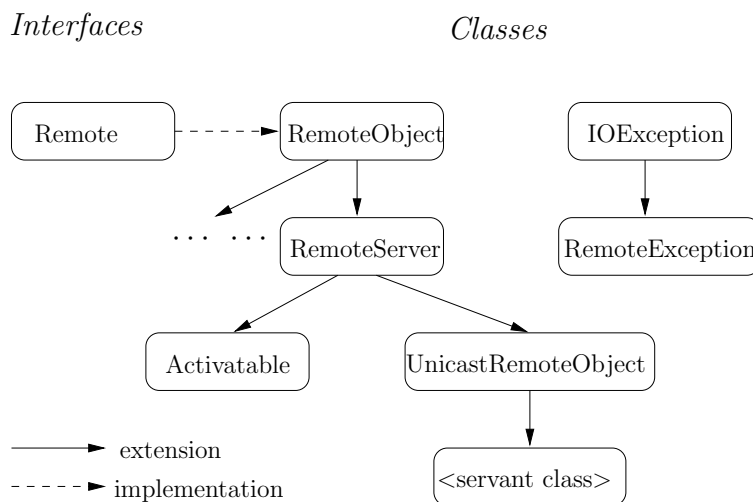 Interfaces
Classes
Remote
RemoteObject
IOException
... ...
RemoteServer
RemoteException
Activatable
UnicastRemoteObject
extension
<servant class>
implementation